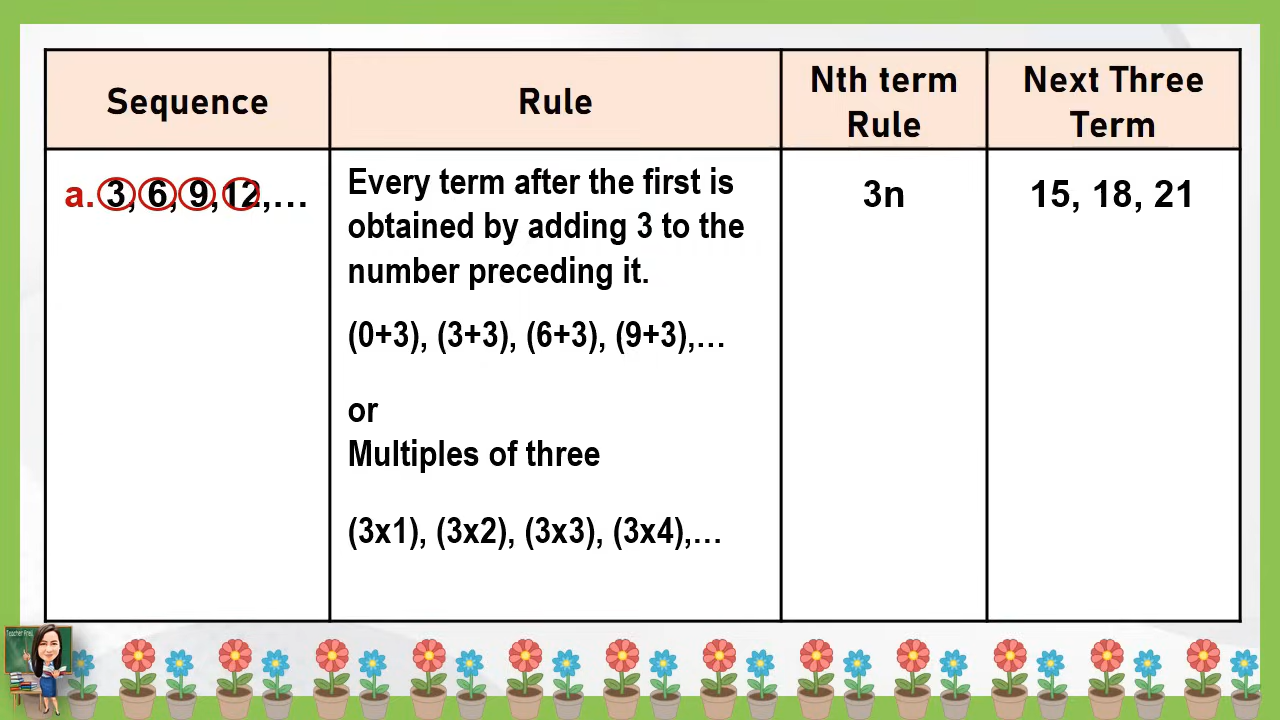 Sequence
Rule
Nth term
Rule
Next Three
Term
a. 3, 6, 9, 12,…
Every term after the first is
obtained by adding 3 to the
number preceding it.
(0+3), (3+3), (6+3), (9+3),…
or
Multiples of three
(3x1), (3x2), (3x3), (3x4),…
3n
15, 18, 21